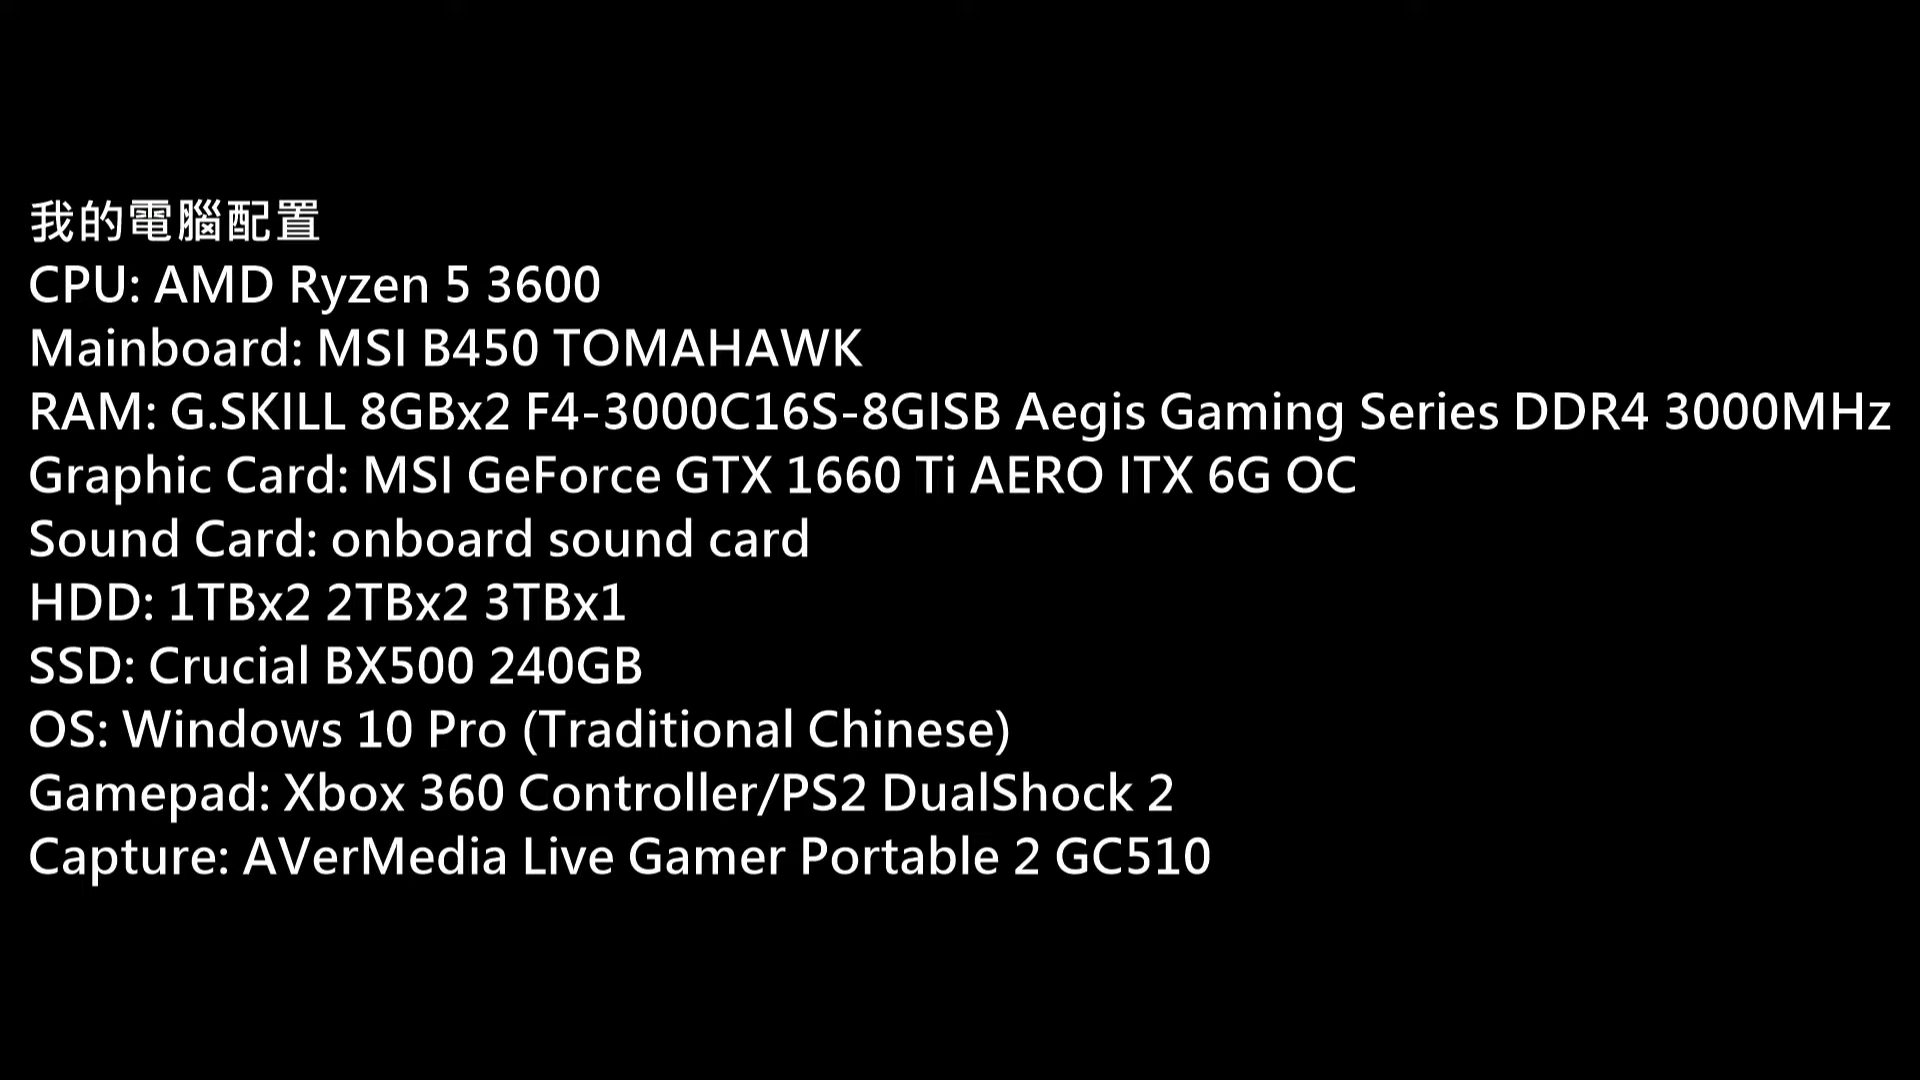 我的電腦配置
CPU: AMD Ryzen 5 3600
Mainboard: MSI B450 TOMAHAWK
RAM: G.SKILL 8GBx2 F4-3000C16S-8GISB Aegis Gaming Series DDR4 3000MHz
Graphic Card: MSI GeForce GTX 1660 Ti AERO ITX 6G OC
Sound Card: onboard sound card
HDD: 1TBx2 2TBx2 3TBx1
SSD: Crucial BX500 240GB
OS: Windows 10 Pro (Traditional Chinese)
Gamepad: Xbox 360 Controller/PS2 DualShock 2
Capture: AVerMedia Live Gamer Portable 2 GC510